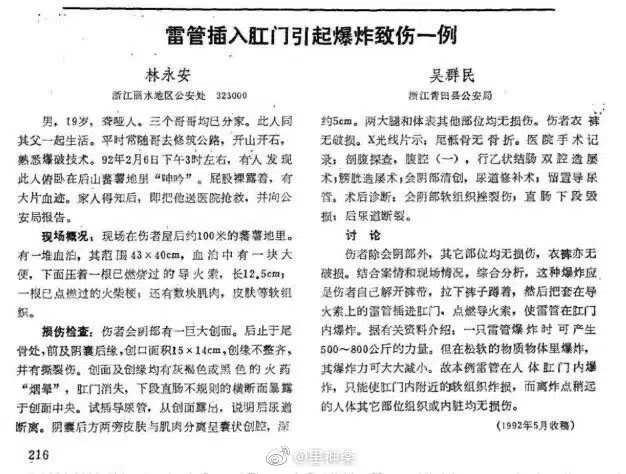 雷管插入肛门引起爆炸致伤一例
林永安
浙江丽水地区公安处 323000
吴群民
浙江青田县公安局
男，19岁，聋哑人。三个哥哥均已分家。此人同
其父一起生活。平时常随哥去修筑公路，开山开石，
熟悉爆破技术。92年2月6日下午3时左右，有人发现
此人俯卧在后山蕃薯地里“呻吟”。屁股裸露着，有
大片血迹。家人得知后，即把他送医院抢救，并向公
安局报告。
现场概况：现场在伤者屋后约100米的蕃薯地里。
有一堆血泊，其范围43×40cm，血泊中有一块大
便，下面压着一根已燃烧过的导火索，长12.5cm；
一根已点燃过的火柴梗；还有数块肌肉，皮肤等软组
织。
损伤检查：伤者会阴部有一巨大创面。后止于尾
骨处，前及阴囊后缘，创口面积15×14cm，创缘不整齐，
并有撕裂伤。创面及创缘均有灰褐色或黑色的火药
“烟晕”，肛门消失，下段直肠不规则的横断面暴露
于创面中央。试插导尿管，从创面露出，说明后尿道
断离。阴囊后方两旁皮肤与肌肉分离呈囊状创腔，深
约5cm。两大腿和体表其他部位均无损伤。伤者衣裤
无破损。X光线片示：尾骶骨无骨折。医院手术记
录：剖腹探查，腹腔（一），行乙状结肠双腔造屡
术；膀胱造屡术；会阴部清创，尿道修补术；留置导尿
管。术后诊断：会阴部软组织挫裂伤；直肠下段毁
损；后尿道断裂。
讨 论
伤者除会阴部外，其它部位均无损伤，衣裤亦无
破损。结合案情和现场情况，综合分析，这种爆炸应
是伤者自己解开裤带，拉下裤子蹲着，然后把套在导
火索上的雷管插进肛门，点燃导火索，使雷管在肛门
内爆炸。据有关资料介绍：一只雷管爆炸时可产生
500～800公斤的力量。但在松软的物质物体里爆炸，
其爆炸力可大大减小。故本例雷管在人体肛门内爆
炸，只能使肛门内附近的软组织炸损，而离炸点稍远
的人体其它部位组织或内脏均无损伤。
（1992年5月收稿）
216